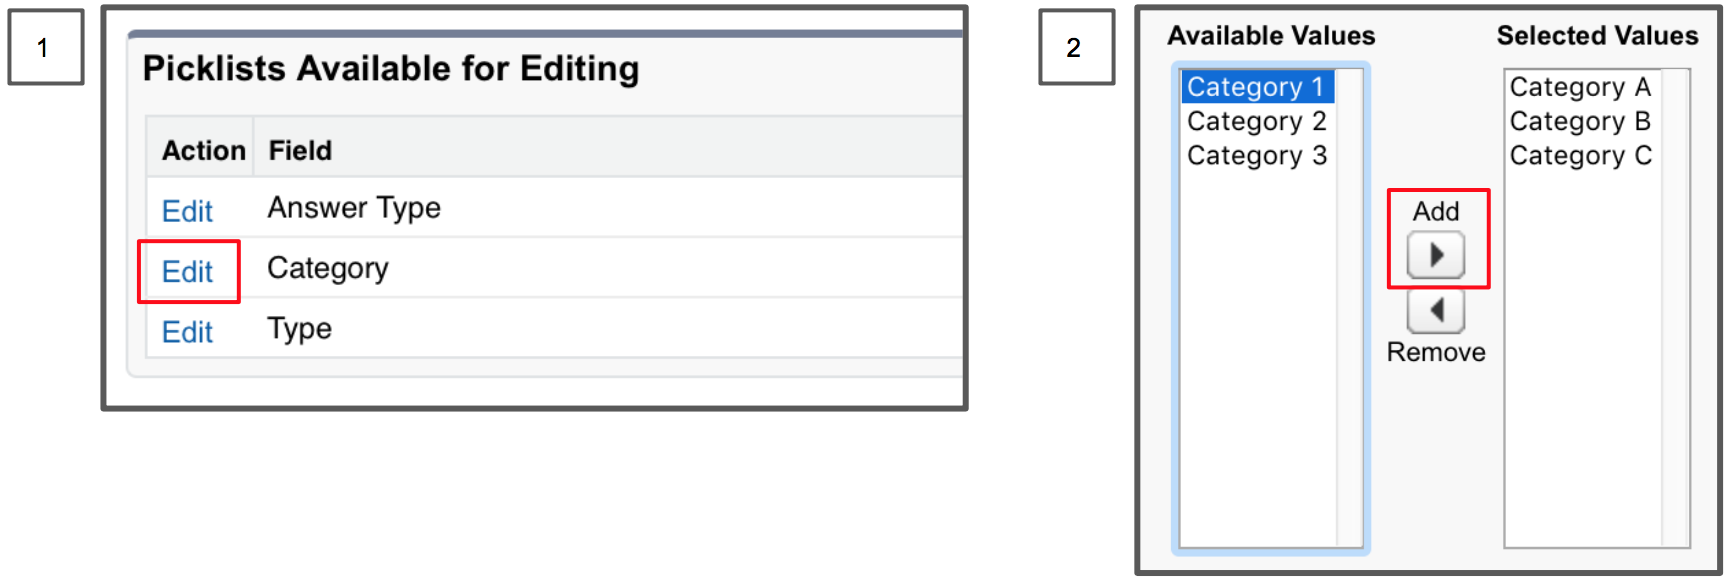 1
Picklists Available for Editing
Action Field
Edit Answer Type
Edit Category
Edit Type
2
Available Values
Category 1
Category 2
Category 3
Add
Remove
Selected Values
Category A
Category B
Category C